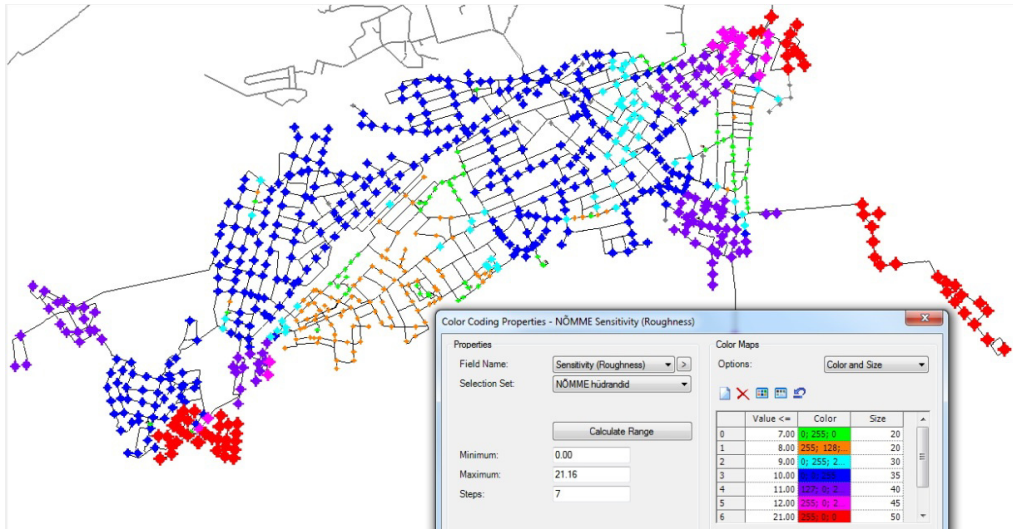 Color Coding Properties - NÕMME Sensitivity (Roughness)
Properties
Field Name: Sensitivity (Roughness) >
Selection Set: NÕMME hüdrandid
Calculate Range
Minimum: 0.00
Maximum: 21.16
Steps: 7
Color Maps
Options: Color and Size
Value <= Color Size
0 7.00 0; 255; 0 20
1 8.00 255; 128;... 20
2 9.00 0; 255; 2... 30
3 10.00 35
4 11.00 127; 0; 2... 40
5 12.00 255; 0; 2... 45
6 21.00 255; 0; 0 50